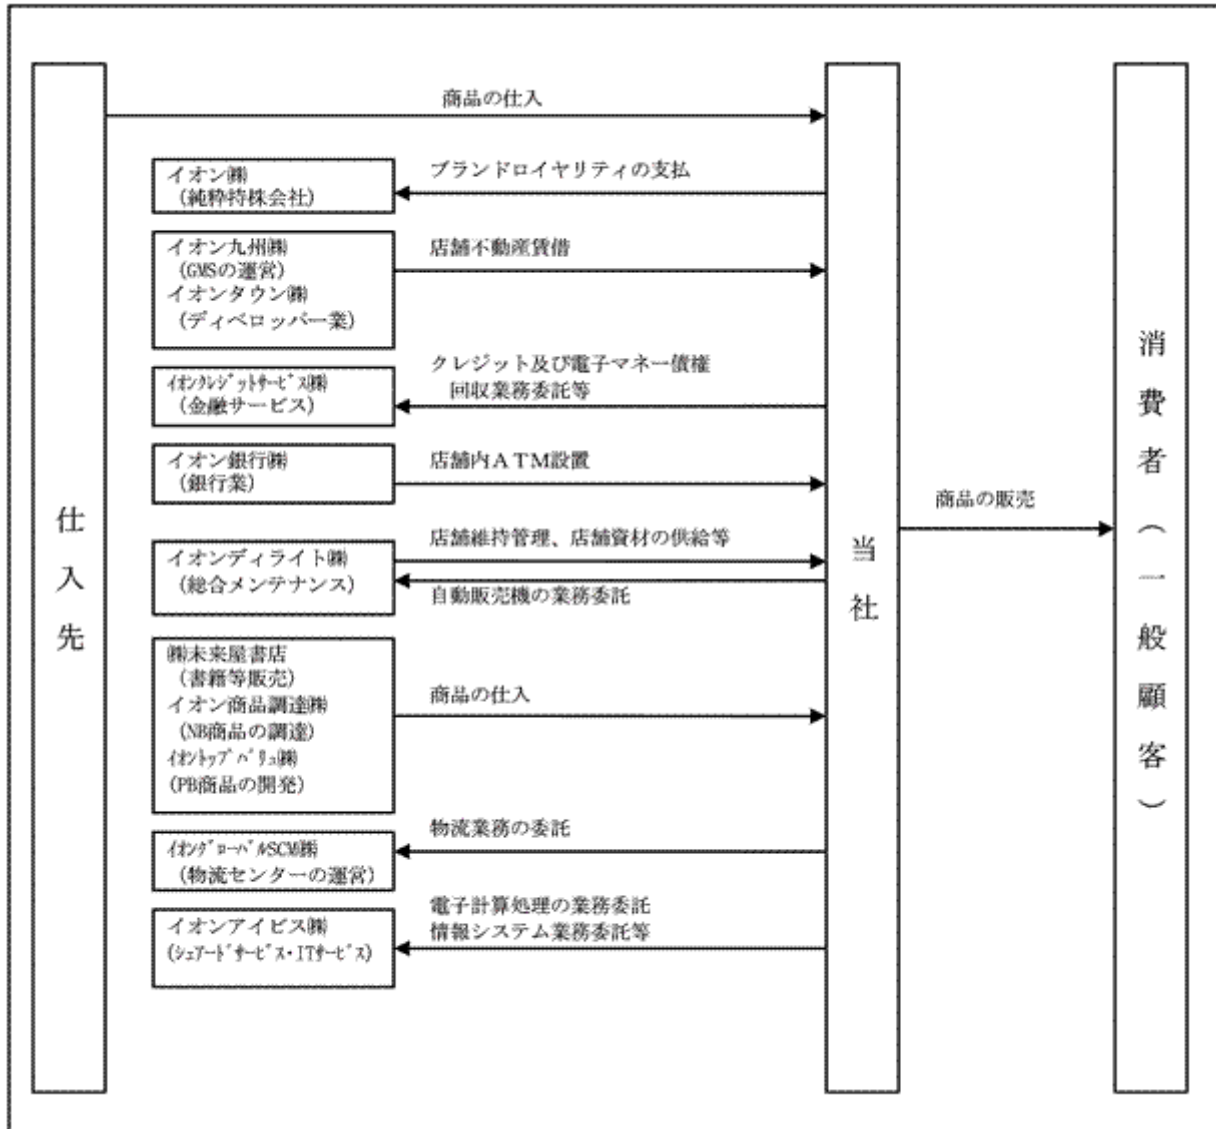 商品の仕入
イオン㈱
(純粋持株会社)
ブランドロイヤリティの支払
イオン九州㈱
(GMSの運営)
イオンタウン㈱
(ディベロッパー業)
店舗不動産賃借
ｲｵﾝｸﾚｼﾞｯﾄｻｰﾋﾞｽ㈱
(金融サービス)
クレジット及び電子マネー債権
回収業務委託等
イオン銀行㈱
(銀行業)
店舗内ＡＴＭ設置
イオンディライト㈱
(総合メンテナンス)
店舗維持管理、店舗資材の供給等
自動販売機の業務委託
㈱未来屋書店
(書籍等販売)
イオン商品調達㈱
(NB商品の調達)
ｲｵﾝﾄｯﾌﾟﾊﾞﾘｭ㈱
(PB商品の開発)
商品の仕入
ｲｵﾝｸﾞﾛｰﾊﾞﾙSCM㈱
(物流センターの運営)
物流業務の委託
イオンアイビス㈱
(ｼｪｱｰﾄﾞｻｰﾋﾞｽ・ITｻｰﾋﾞｽ)
電子計算処理の業務委託
情報システム業務委託等
仕入先
当社
商品の販売
消費者（一般顧客）